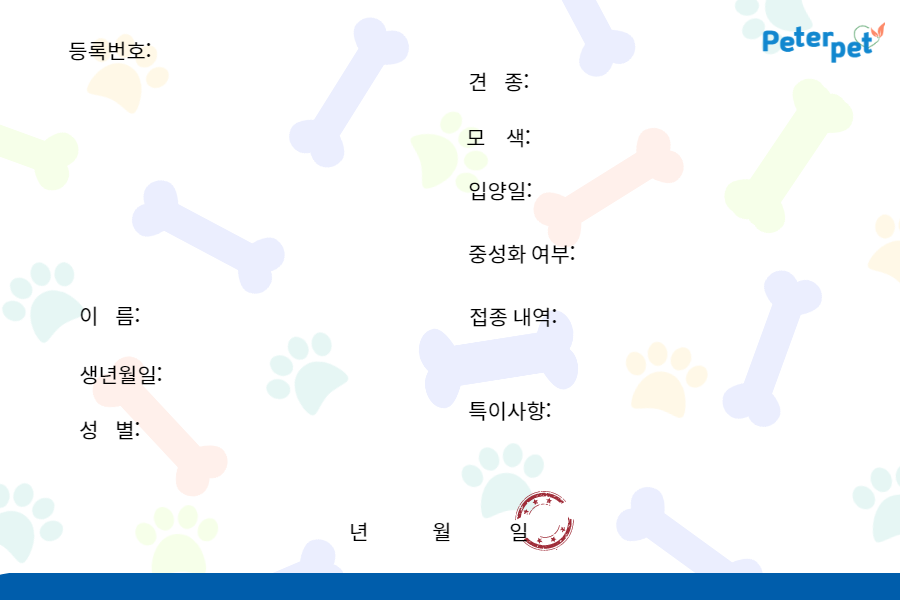 등록번호:
Peterpet
견 종:
모 색:
입양일:
중성화 여부:
이 름:
접종 내역:
생년월일:
특이사항:
성 별:
년 월 일